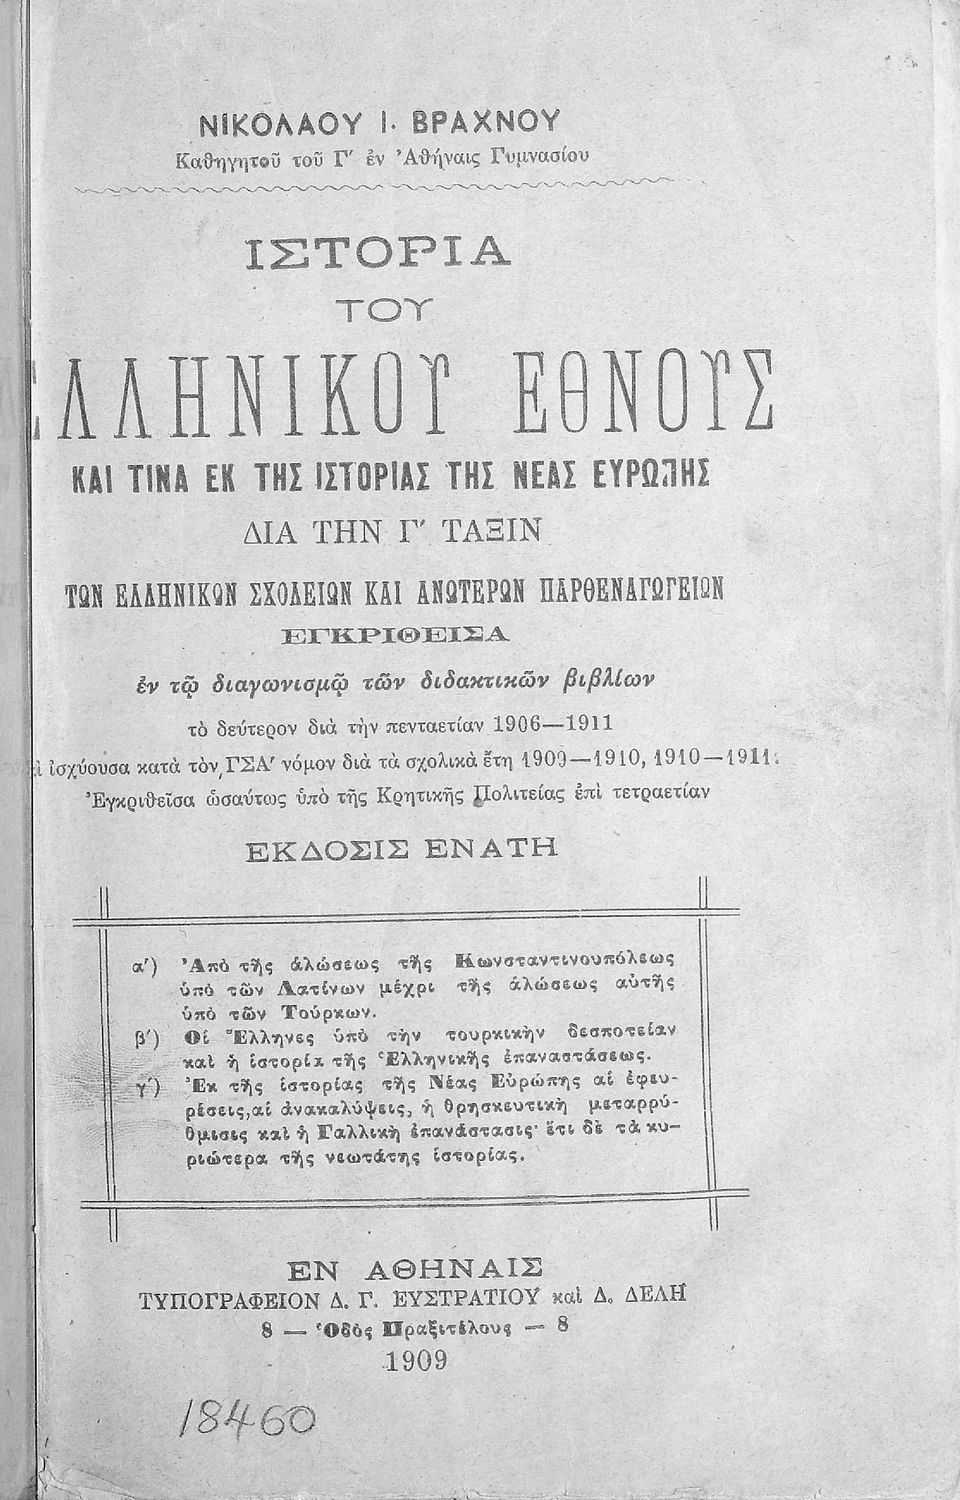 ΝΙΚΟΛΑΟΥ Ι. ΒΡΑΧΝΟΥ
Καθηγητοῦ τοῦ Γ′ ἐν Ἀθήναις Γυμνασίου
ΙΣΤΟΡΙΑ
ΤΟΥ
ΕΛΛΗΝΙΚΟΥ ΕΘΝΟΥΣ
ΚΑΙ ΤΙΝΑ ΕΚ ΤΗΣ ΙΣΤΟΡΙΑΣ ΤΗΣ ΝΕΑΣ ΕΥΡΩΠΗΣ
ΔΙΑ ΤΗΝ Γ′ ΤΑΞΙΝ
ΤΩΝ ΕΛΛΗΝΙΚΩΝ ΣΧΟΛΕΙΩΝ ΚΑΙ ΑΝΩΤΕΡΩΝ ΠΑΡΘΕΝΑΓΩΓΕΙΩΝ
ΕΓΚΡΙΘΕΙΣΑ
ἐν τῷ διαγωνισμῷ τῶν διδακτικῶν βιβλίων
τὸ δεύτερον διὰ τὴν πενταετίαν 1906—1911
ἰσχύουσα κατὰ τὸν ΓΣΑ′ νόμον διὰ τὰ σχολικὰ ἔτη 1909—1910, 1910—1911.
Ἐγκριθεῖσα ὡσαύτως ὑπὸ τῆς Κρητικῆς Πολιτείας ἐπὶ τετραετίαν
ΕΚΔΟΣΙΣ ΕΝΑΤΗ
α′) Ἀπὸ τῆς ἁλώσεως τῆς Κωνσταντινουπόλεως
ὑπὸ τῶν Λατίνων μέχρι τῆς ἁλώσεως αὐτῆς
ὑπὸ τῶν Τούρκων.
β′) Οἱ Ἕλληνες ὑπὸ τὴν τουρκικὴν δεσποτείαν
καὶ ἡ ἱστορία τῆς Ἑλληνικῆς ἐπαναστάσεως.
γ′) Ἐκ τῆς ἱστορίας τῆς Νέας Εὐρώπης αἱ ἐφευ-
ρέσεις,αἱ ἀνακαλύψεις, ἡ θρησκευτικὴ μεταρρύ-
θμισις καὶ ἡ Γαλλικὴ ἐπανάστασις· ἔτι δὲ τὰ κυ-
ριώτερα τῆς νεωτάτης ἱστορίας.
ΕΝ ΑΘΗΝΑΙΣ
ΤΥΠΟΓΡΑΦΕΙΟΝ Δ. Γ. ΕΥΣΤΡΑΤΙΟΥ καὶ Δ. ΔΕΛΗ
8 — Ὁδὸς Πραξιτέλους — 8
1909
18460